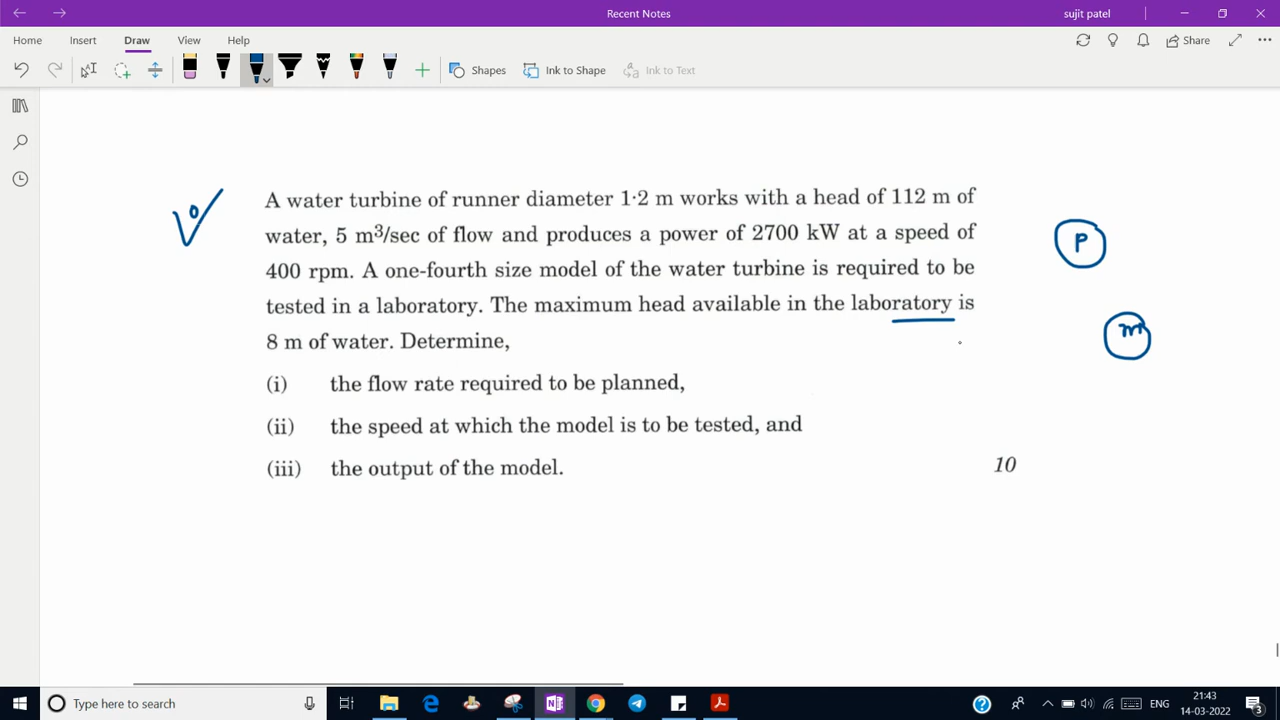 Recent Notes
sujit patel
Home Insert Draw View Help
Share
Shapes Ink to Shape Ink to Text
A water turbine of runner diameter 1·2 m works with a head of 112 m of
water, 5 m³/sec of flow and produces a power of 2700 kW at a speed of
400 rpm. A one-fourth size model of the water turbine is required to be
tested in a laboratory. The maximum head available in the laboratory is
8 m of water. Determine,
P
m
(i) the flow rate required to be planned,
(ii) the speed at which the model is to be tested, and
(iii) the output of the model.
10
Type here to search
ENG
21:43
14-03-2022
3